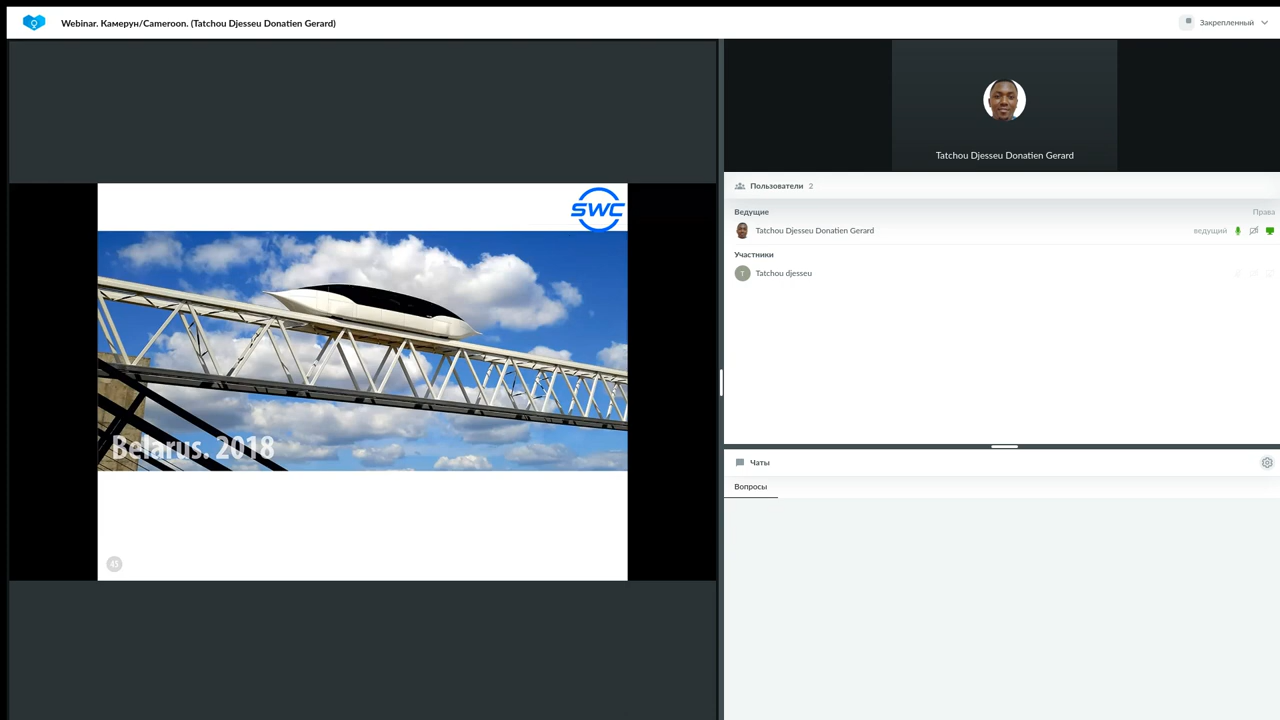 Webinar. Камерун/Cameroon. (Tatchou Djesseu Donatien Gerard)
Закрепленный
SWC
Belarus. 2018
45
Tatchou Djesseu Donatien Gerard
Пользователи 2
Ведущие Права
Tatchou Djesseu Donatien Gerard ведущий
Участники
T Tatchou djesseu
Чаты
Вопросы